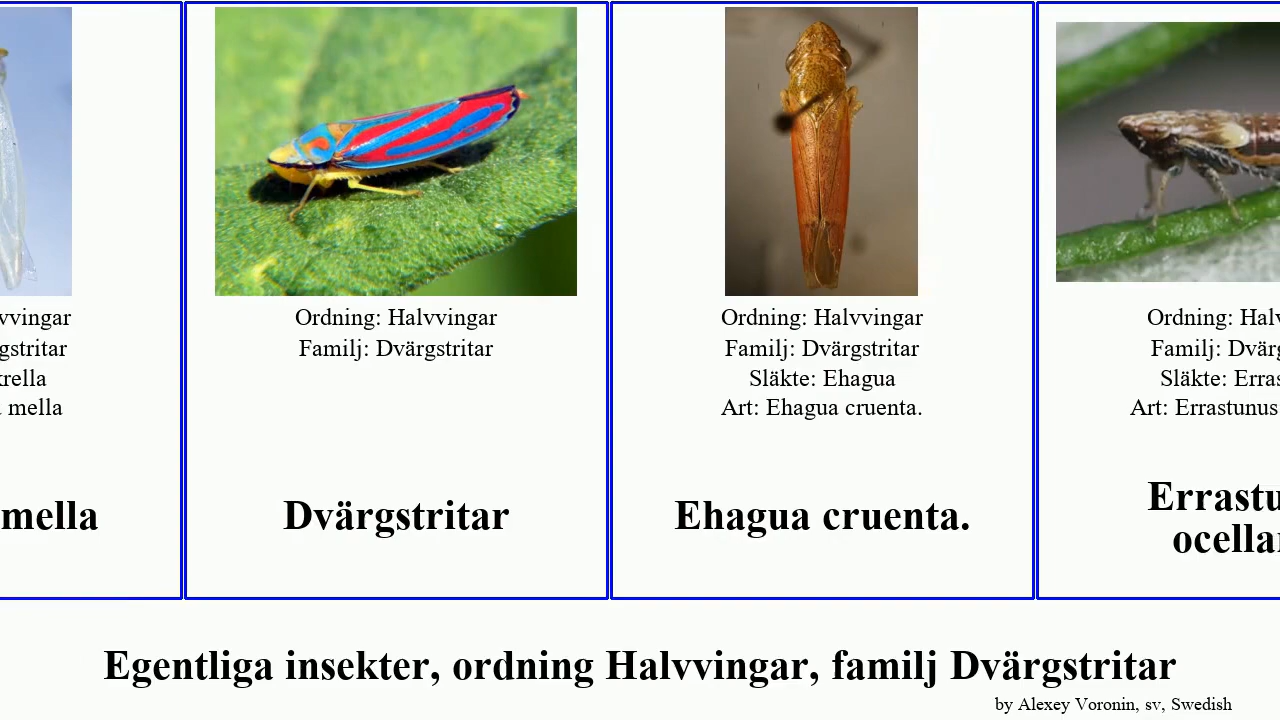 vvingar
gstritar
rella
mella
mella
Ordning: Halvvingar
Familj: Dvärgstritar
Dvärgstritar
Ordning: Halvvingar
Familj: Dvärgstritar
Släkte: Ehagua
Art: Ehagua cruenta.
Ehagua cruenta.
Ordning: Halv
Familj: Dvärg
Släkte: Erras
Art: Errastunus
Errastu
ocella
Egentliga insekter, ordning Halvvingar, familj Dvärgstritar
by Alexey Voronin, sv, Swedish